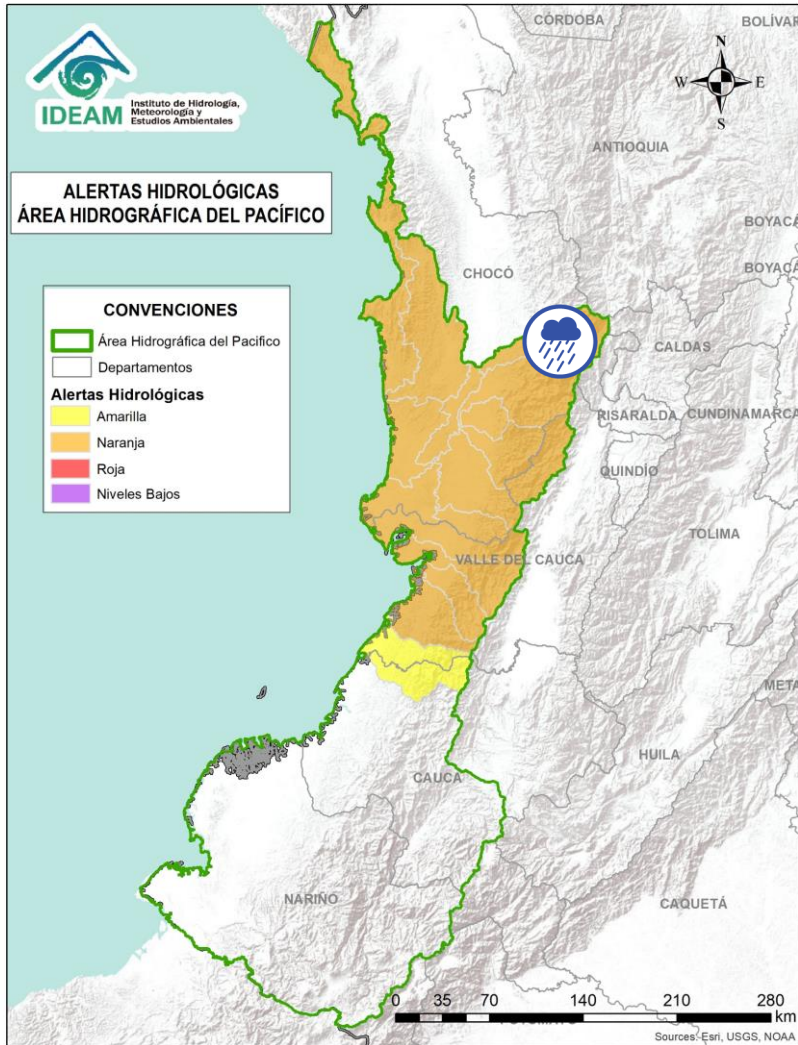 IDEAM
Instituto de Hidrología,
Meteorología y
Estudios Ambientales
CÓRDOBA
BOLÍVAR
N
W
E
S
ANTIOQUIA
ALERTAS HIDROLÓGICAS
ÁREA HIDROGRÁFICA DEL PACÍFICO
BOYACÁ
BOYACÁ
CHOCÓ
CONVENCIONES
Área Hidrográfica del Pacifico
Departamentos
Alertas Hidrológicas
Amarilla
Naranja
Roja
Niveles Bajos
CALDAS
RISARALDA
CUNDINAMARCA
QUINDÍO
TOLIMA
VALLE DEL CAUCA
META
HUILA
CAUCA
NARIÑO
CAQUETÁ
0 35 70 140 210 280
km
Sources: Esri, USGS, NOAA